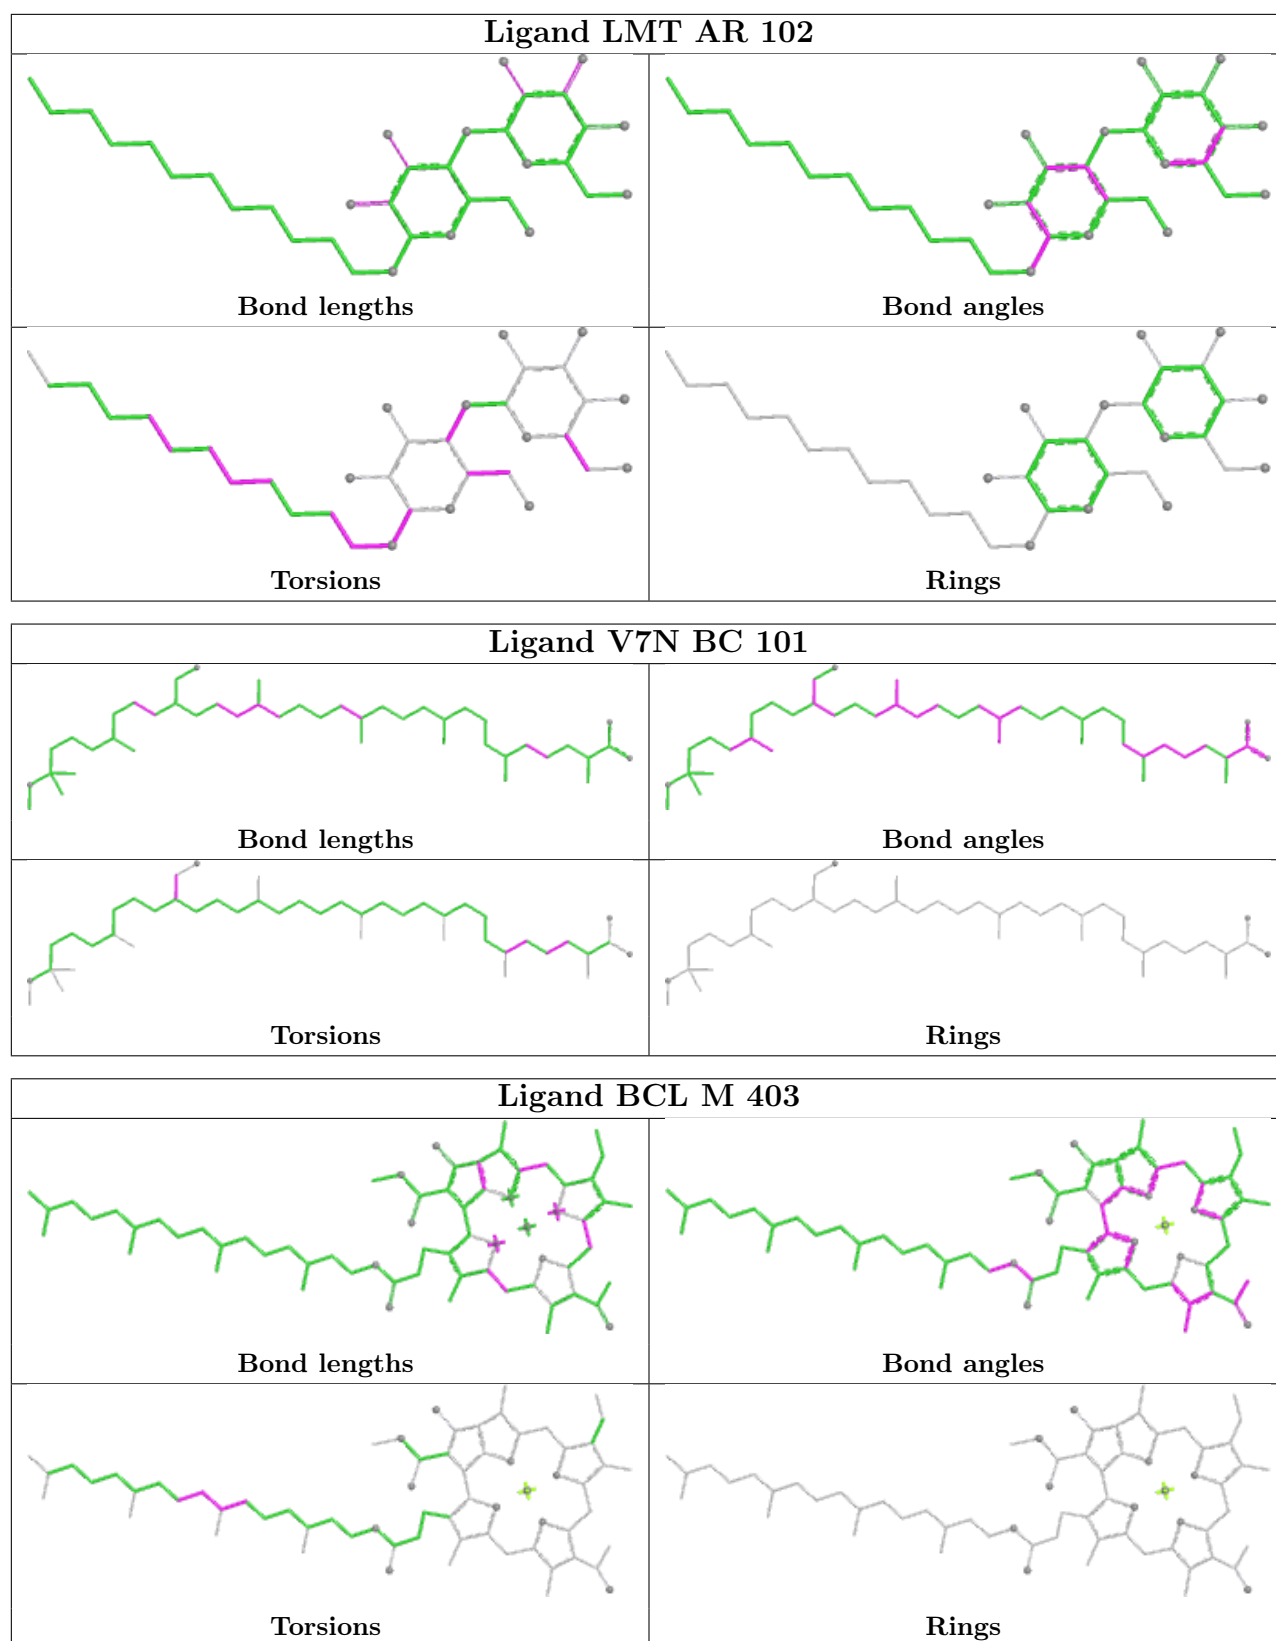 Ligand LMT AR 102
Bond lengths
Bond angles
Torsions
Rings
Ligand V7N BC 101
Bond lengths
Bond angles
Torsions
Rings
Ligand BCL M 403
Bond lengths
Bond angles
Torsions
Rings